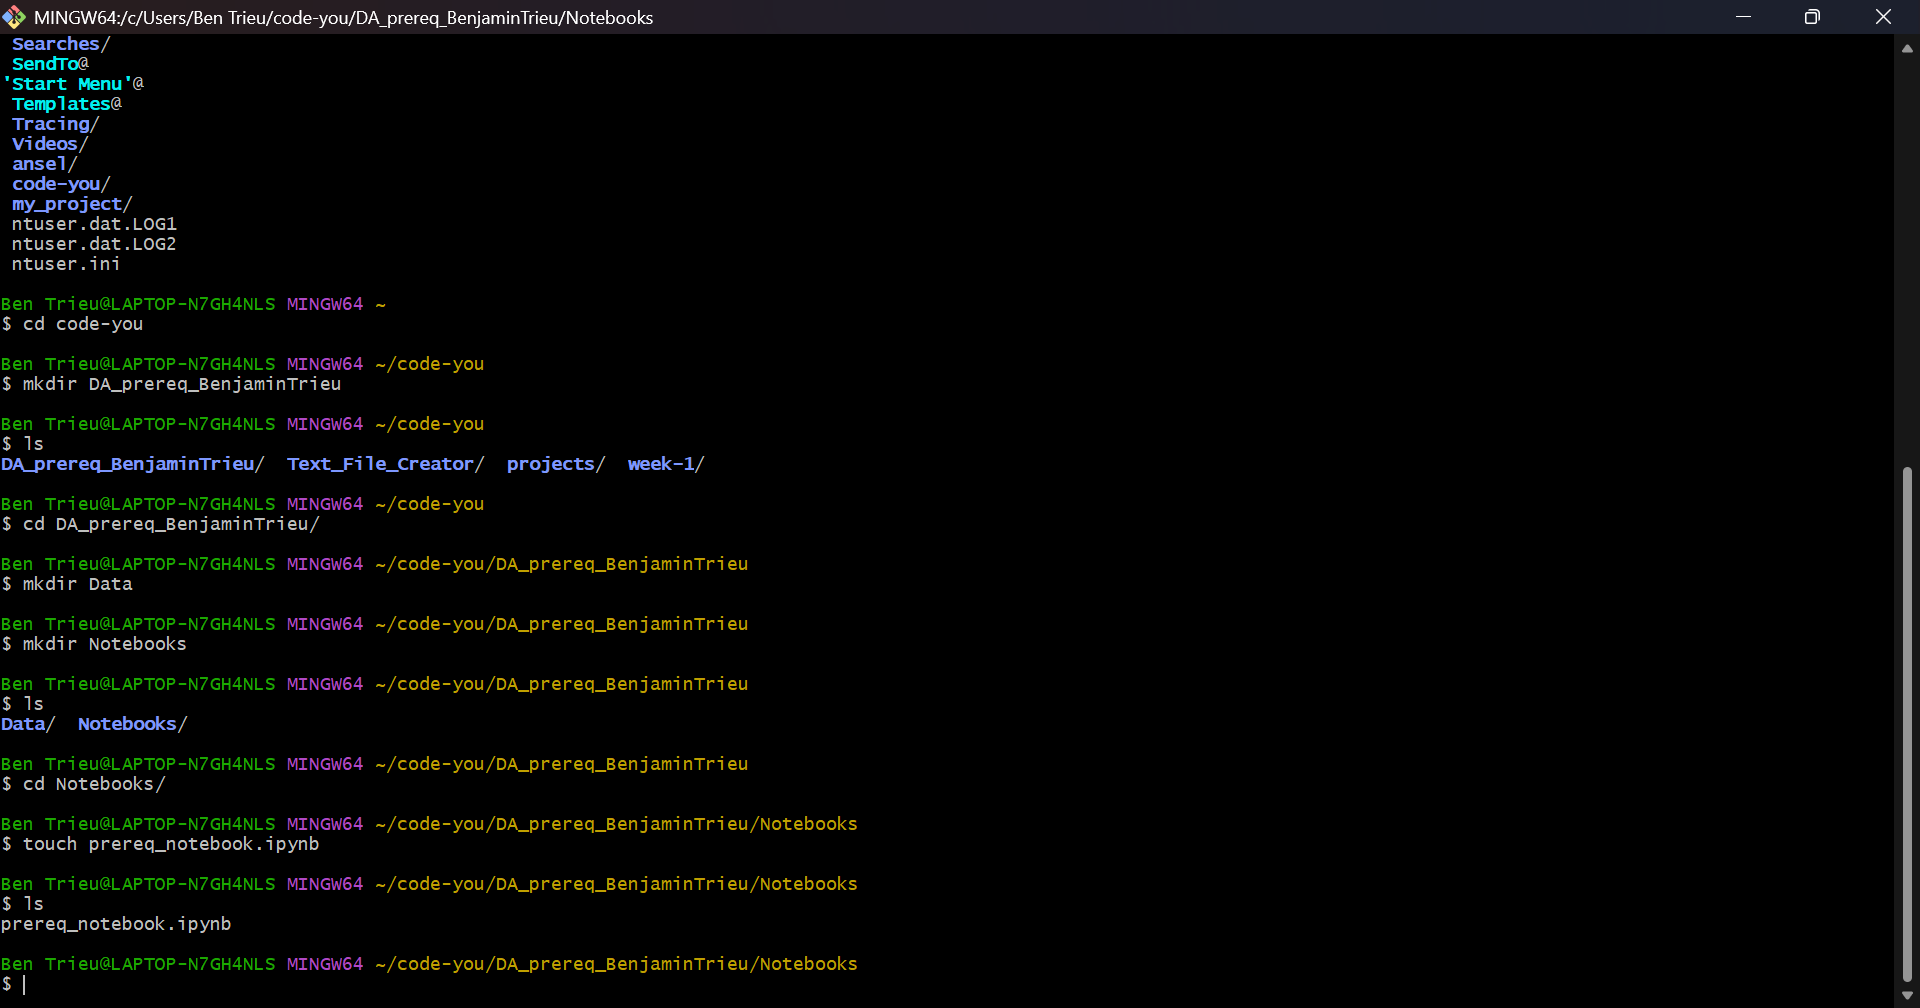 MINGW64:/c/Users/Ben Trieu/code-you/DA_prereq_BenjaminTrieu/Notebooks
Searches/
SendTo@
'Start Menu'@
Templates@
Tracing/
Videos/
ansel/
code-you/
my_project/
ntuser.dat.LOG1
ntuser.dat.LOG2
ntuser.ini
Ben Trieu@LAPTOP-N7GH4NLS MINGW64 ~
$ cd code-you
Ben Trieu@LAPTOP-N7GH4NLS MINGW64 ~/code-you
$ mkdir DA_prereq_BenjaminTrieu
Ben Trieu@LAPTOP-N7GH4NLS MINGW64 ~/code-you
$ ls
DA_prereq_BenjaminTrieu/  Text_File_Creator/  projects/  week-1/
Ben Trieu@LAPTOP-N7GH4NLS MINGW64 ~/code-you
$ cd DA_prereq_BenjaminTrieu/
Ben Trieu@LAPTOP-N7GH4NLS MINGW64 ~/code-you/DA_prereq_BenjaminTrieu
$ mkdir Data
Ben Trieu@LAPTOP-N7GH4NLS MINGW64 ~/code-you/DA_prereq_BenjaminTrieu
$ mkdir Notebooks
Ben Trieu@LAPTOP-N7GH4NLS MINGW64 ~/code-you/DA_prereq_BenjaminTrieu
$ ls
Data/  Notebooks/
Ben Trieu@LAPTOP-N7GH4NLS MINGW64 ~/code-you/DA_prereq_BenjaminTrieu
$ cd Notebooks/
Ben Trieu@LAPTOP-N7GH4NLS MINGW64 ~/code-you/DA_prereq_BenjaminTrieu/Notebooks
$ touch prereq_notebook.ipynb
Ben Trieu@LAPTOP-N7GH4NLS MINGW64 ~/code-you/DA_prereq_BenjaminTrieu/Notebooks
$ ls
prereq_notebook.ipynb
Ben Trieu@LAPTOP-N7GH4NLS MINGW64 ~/code-you/DA_prereq_BenjaminTrieu/Notebooks
$